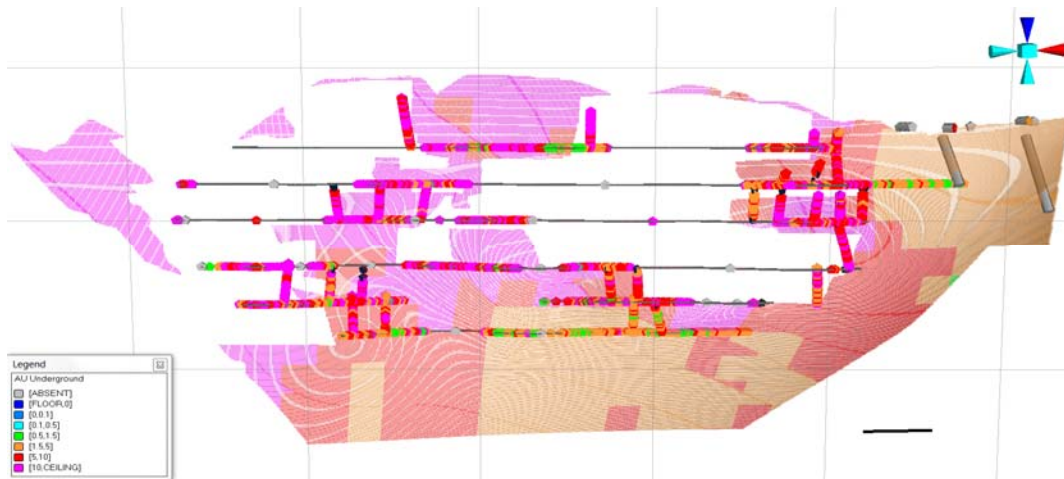 Legend
AU Underground
[ABSENT]
[FLOOR,0]
[0,0.1]
[0.1,0.5]
[0.5,1.5]
[1.5,5]
[5,10]
[10,CEILING]